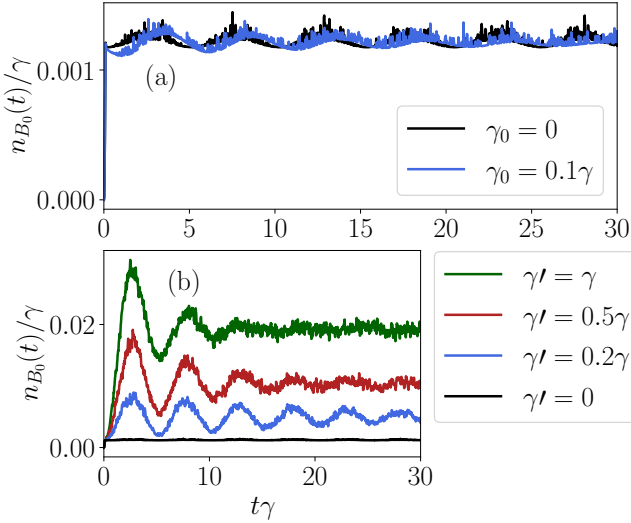 n_{B_0}(t)/γ
0.001
0.000
(a)
γ_0 = 0
γ_0 = 0.1γ
0 5 10 15 20 25 30
n_{B_0}(t)/γ
0.02
0.00
(b)
γ′ = γ
γ′ = 0.5γ
γ′ = 0.2γ
γ′ = 0
0 10 20 30
tγ